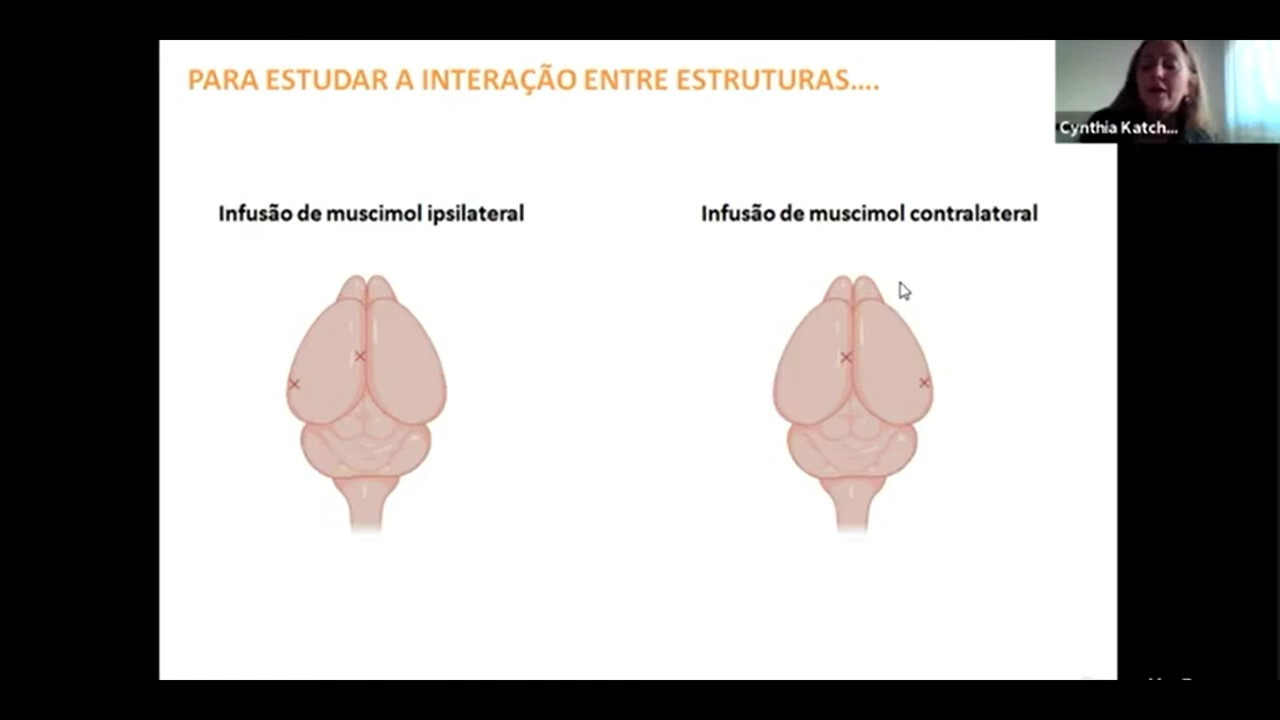 PARA ESTUDAR A INTERAÇÃO ENTRE ESTRUTURAS....
Cynthia Katch...
Infusão de muscimol ipsilateral
Infusão de muscimol contralateral